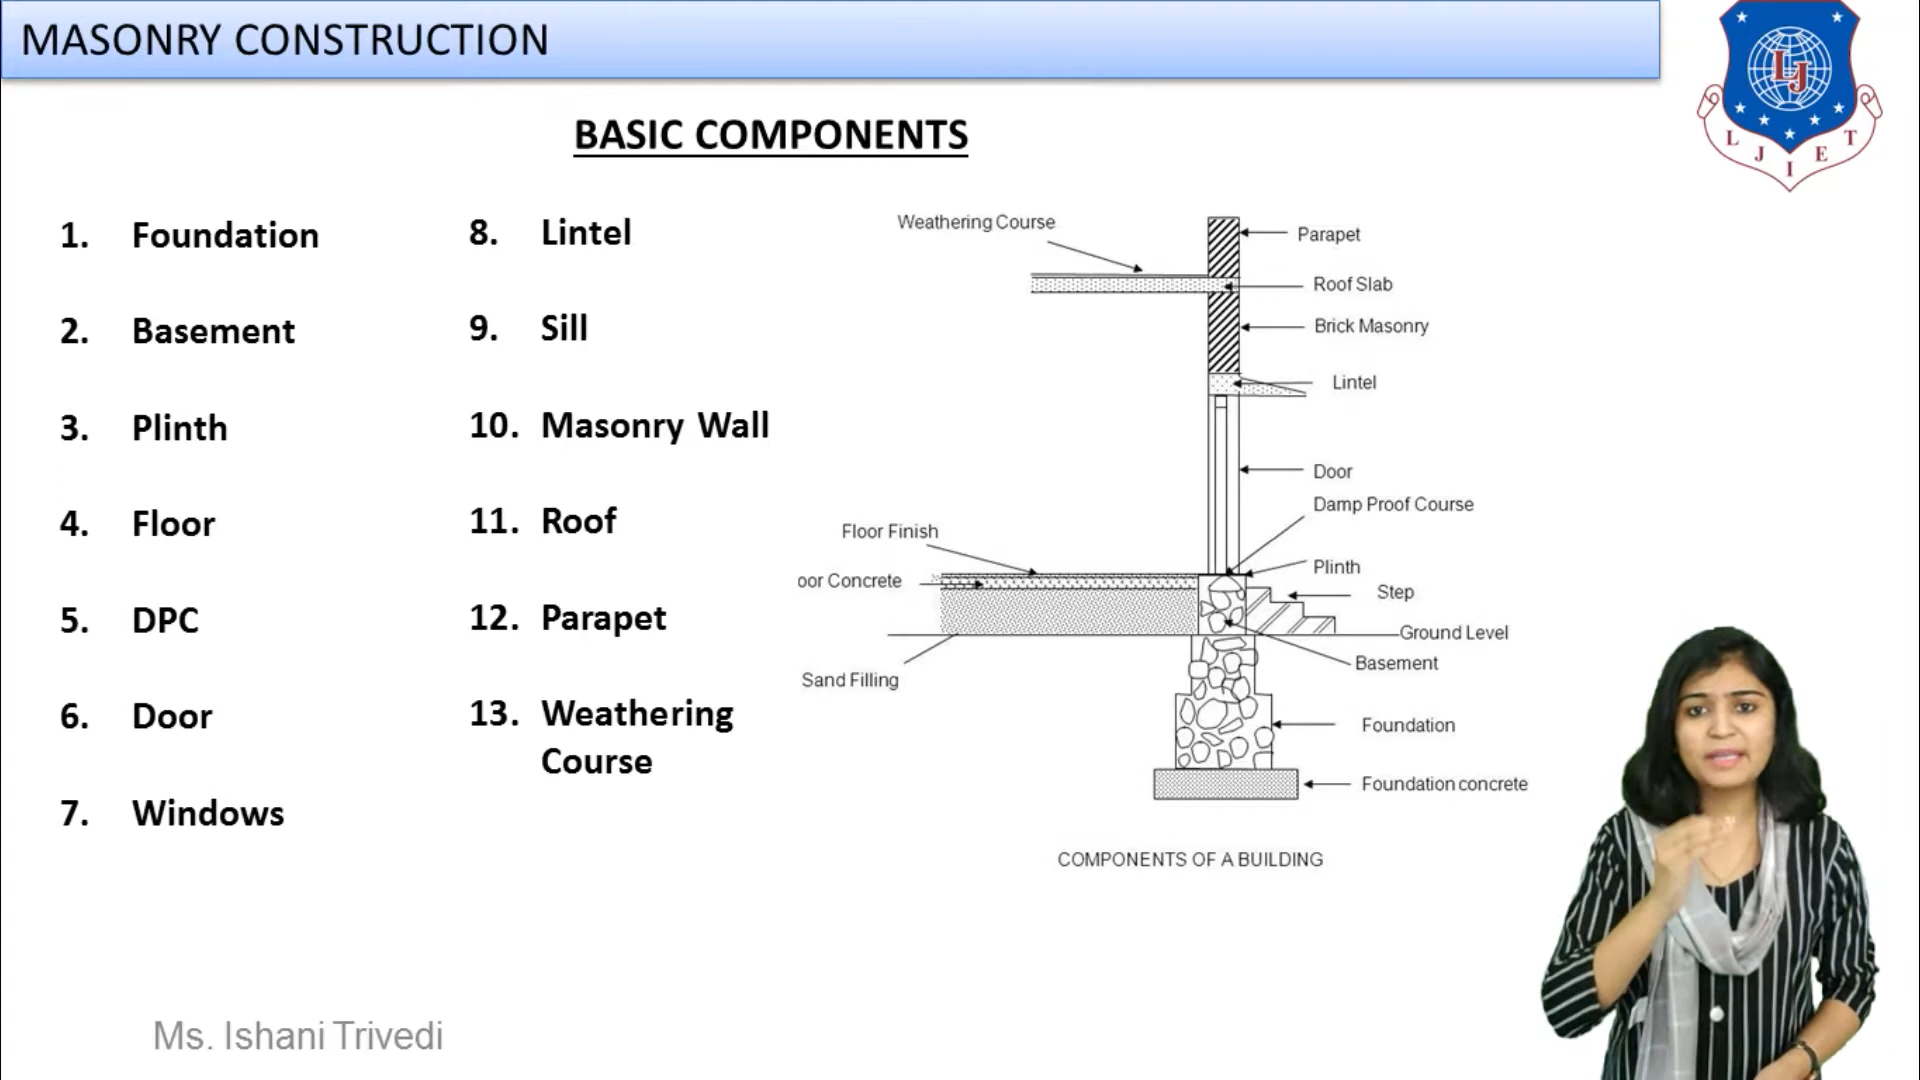 MASONRY CONSTRUCTION
BASIC COMPONENTS
1. Foundation
2. Basement
3. Plinth
4. Floor
5. DPC
6. Door
7. Windows
8. Lintel
9. Sill
10. Masonry Wall
11. Roof
12. Parapet
13. Weathering
Course
Weathering Course
Parapet
Roof Slab
Brick Masonry
Lintel
Door
Damp Proof Course
Floor Finish
oor Concrete
Plinth
Step
Ground Level
Basement
Sand Filling
Foundation
Foundation concrete
COMPONENTS OF A BUILDING
Ms. Ishani Trivedi
LJ
L J I E T